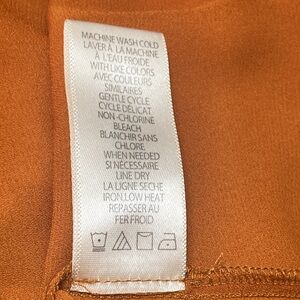 MACHINE WASH COLD
LAVER À LA MACHINE
À L'EAU FROIDE
WITH LIKE COLORS
AVEC COULEURS
SIMILAIRES
GENTLE CYCLE
CYCLE DÉLICAT
NON-CHLORINE
BLEACH
BLANCHIR SANS
CHLORE
WHEN NEEDED
SI NÉCESSAIRE
LINE DRY
LA LIGNE SECHE
IRON LOW HEAT
REPASSER AU
FER FROID